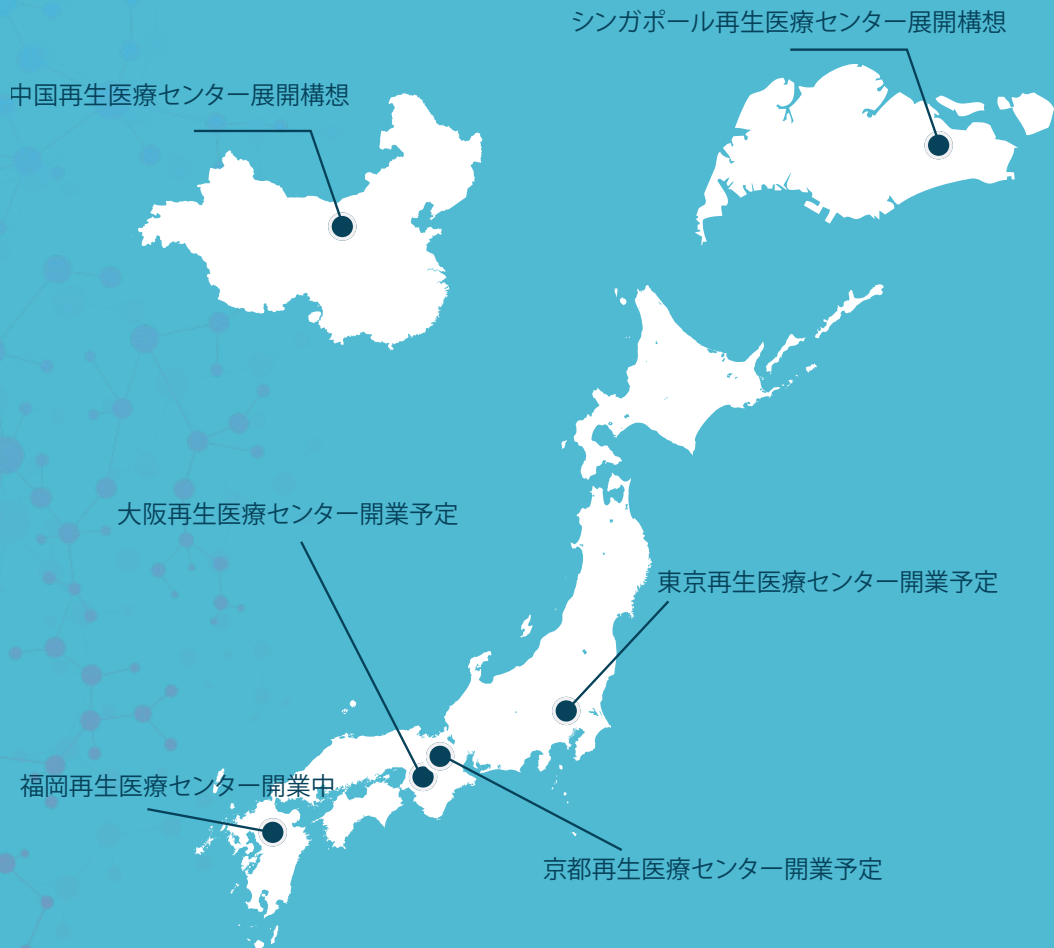 シンガポール再生医療センター展開構想
中国再生医療センター展開構想
大阪再生医療センター開業予定
東京再生医療センター開業予定
福岡再生医療センター開業中
京都再生医療センター開業予定